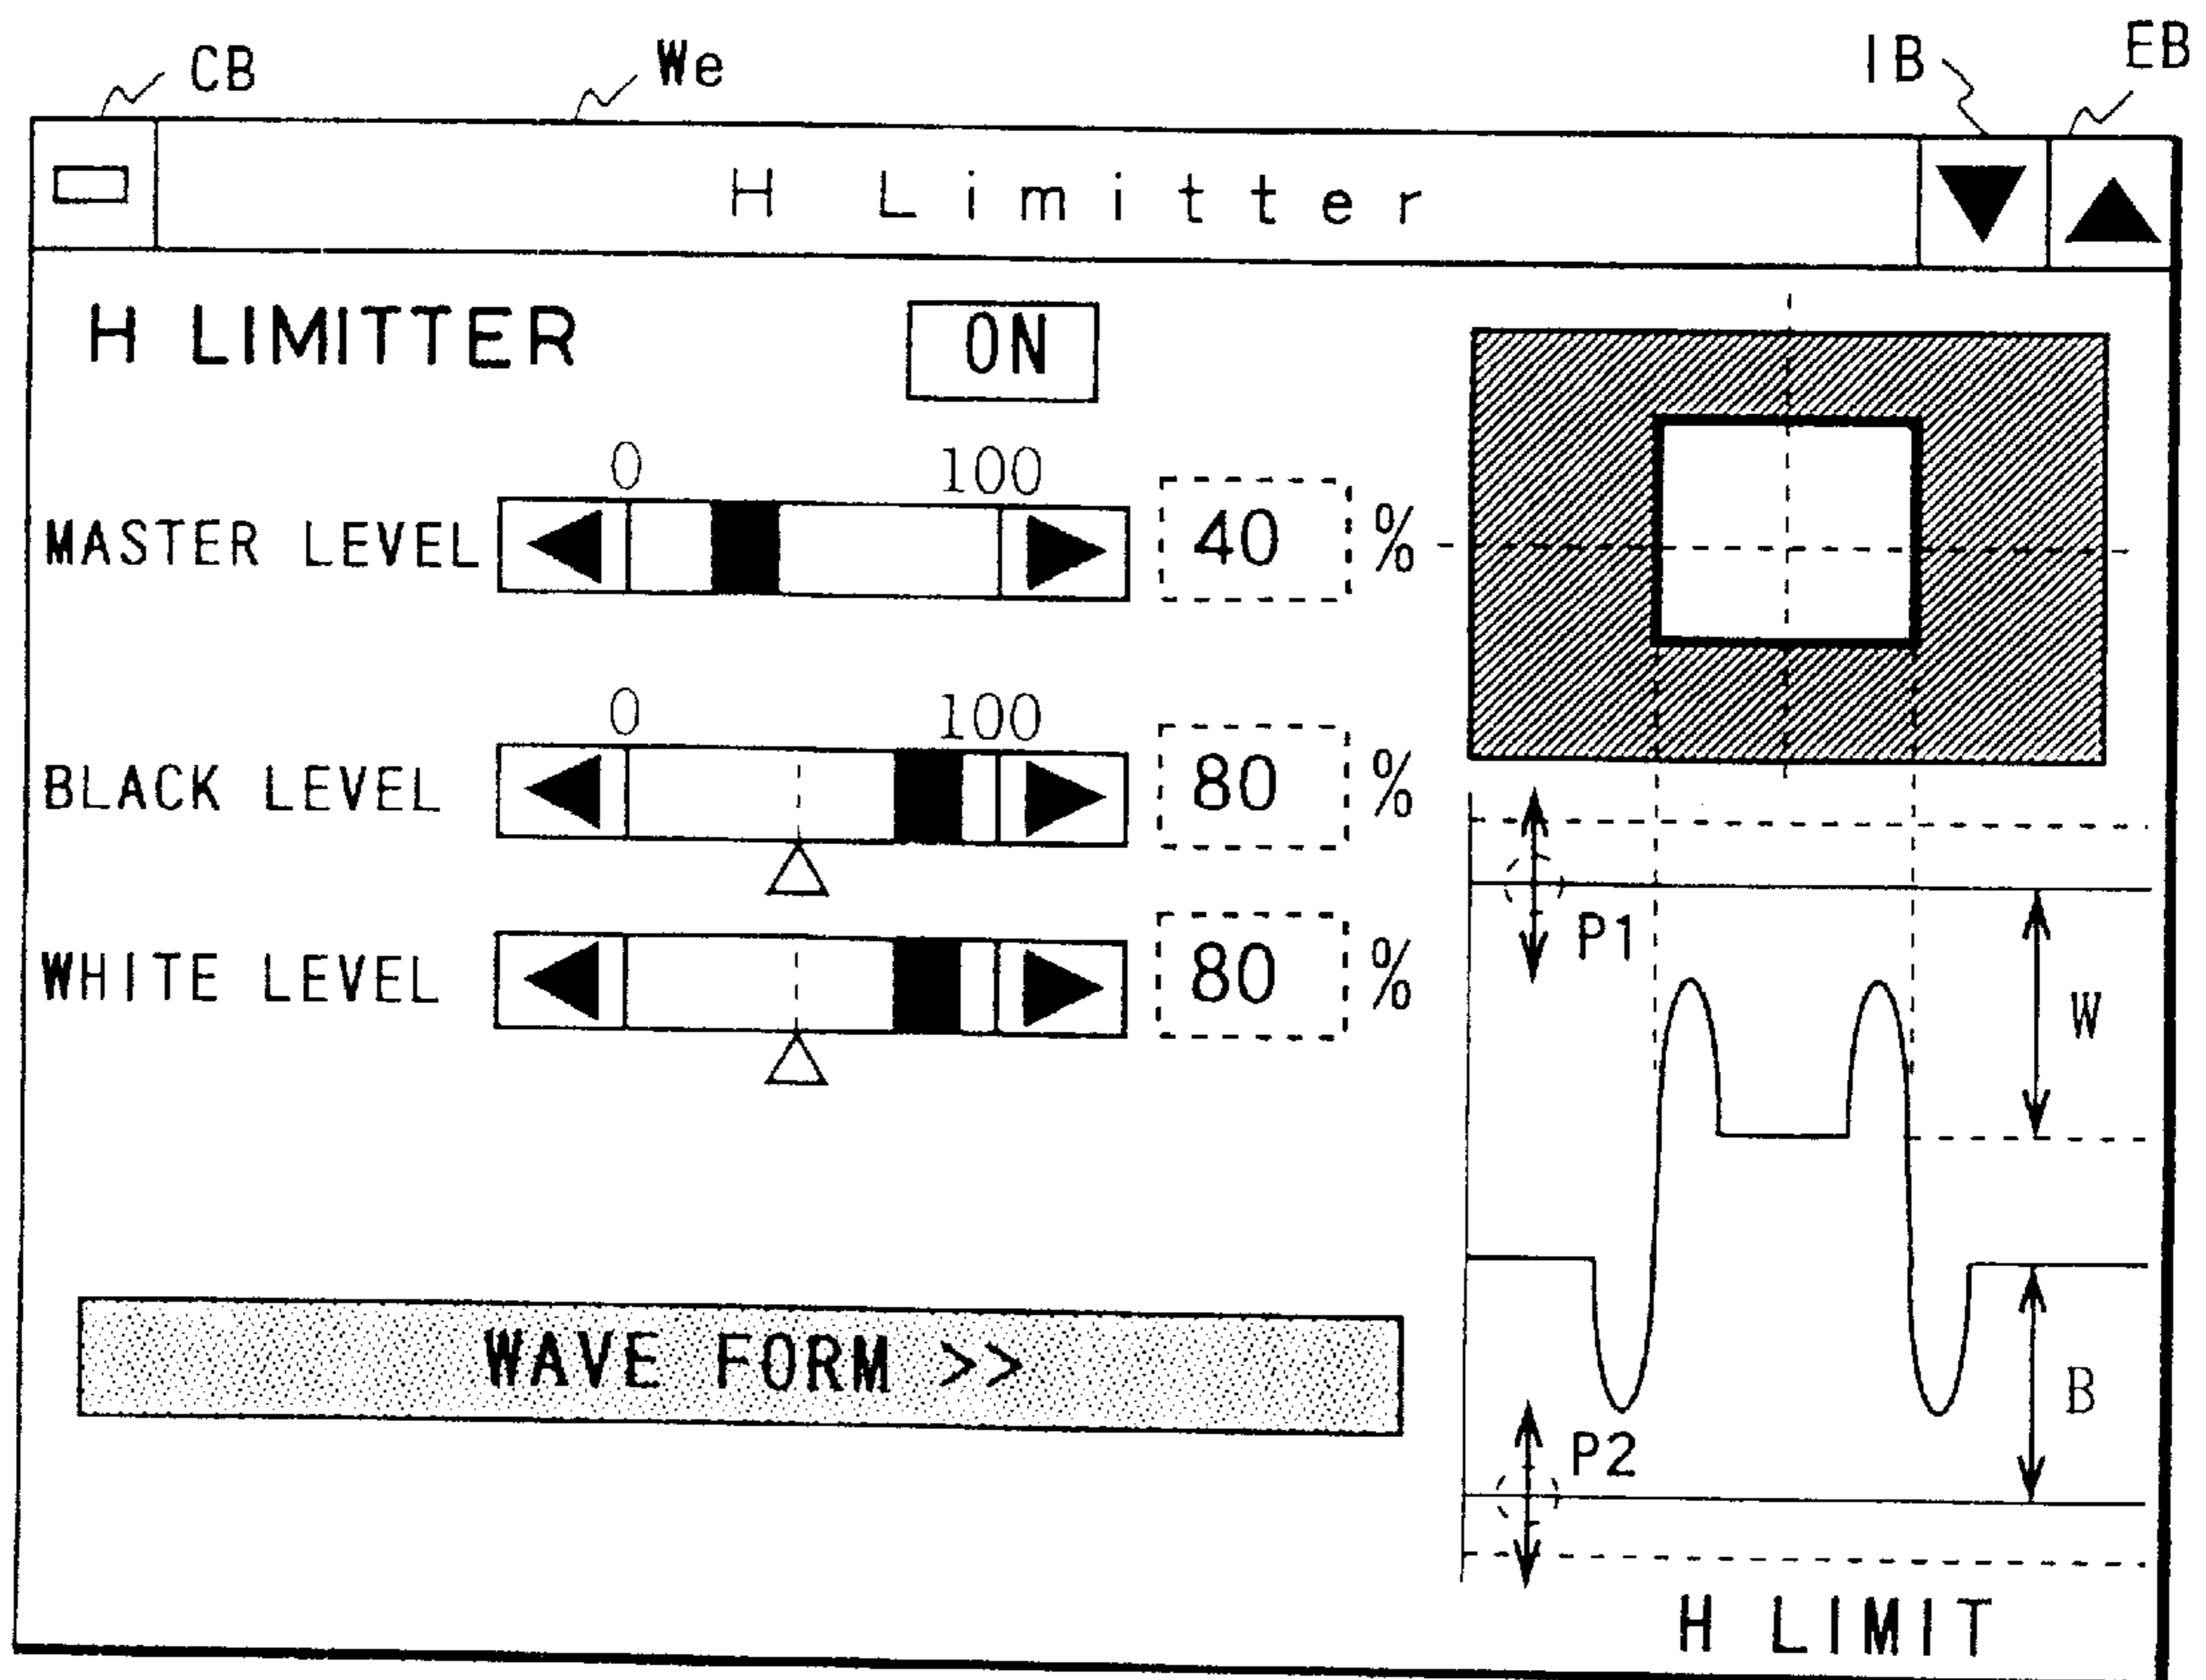 CB We IB EB
H Limitter
H LIMITTER ON
0 100
MASTER LEVEL 40 %
0 100
BLACK LEVEL 80 %
WHITE LEVEL 80 %
P1
W
WAVE FORM >>
B
P2
H LIMIT